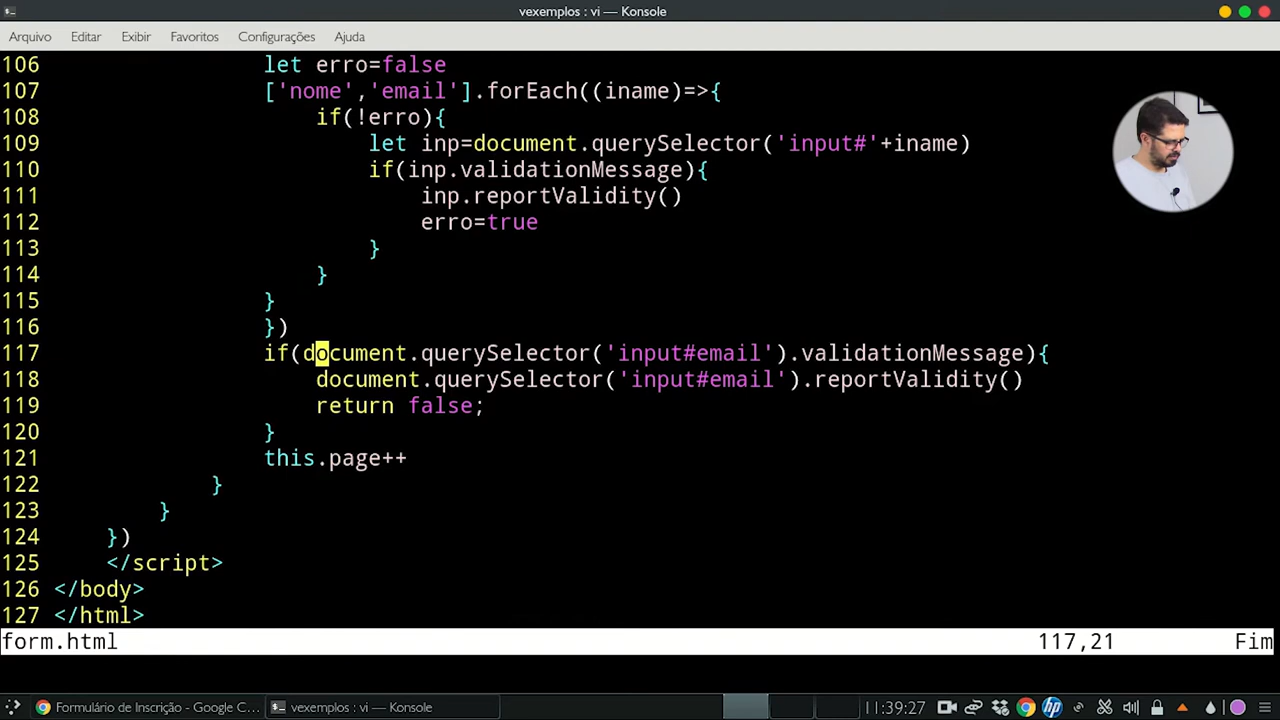 vexemplos : vi — Konsole
Arquivo Editar Exibir Favoritos Configurações Ajuda
106 let erro=false
107 ['nome','email'].forEach((iname)=>{
108 if(!erro){
109 let inp=document.querySelector('input#'+iname)
110 if(inp.validationMessage){
111 inp.reportValidity()
112 erro=true
113 }
114 }
115 }
116 })
117 if(document.querySelector('input#email').validationMessage){
118 document.querySelector('input#email').reportValidity()
119 return false;
120 }
121 this.page++
122 }
123 }
124 })
125 </script>
126 </body>
127 </html>
form.html 117,21 Fim
Formulário de Inscrição - Google C... vexemplos : vi — Konsole 11:39:27